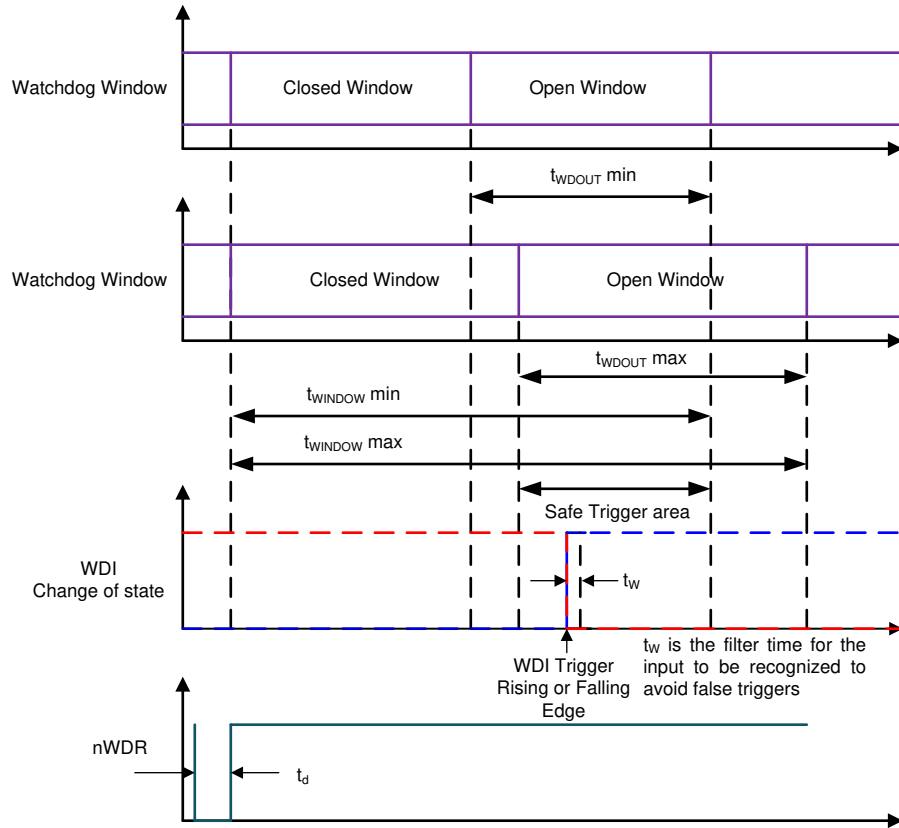 Watchdog Window
Closed Window
Open Window
tWDOUT min
Watchdog Window
Closed Window
Open Window
tWDOUT max
tWINDOW min
tWINDOW max
Safe Trigger area
WDI
Change of state
tW
WDI Trigger
Rising or Falling
Edge
tW is the filter time for the
input to be recognized to
avoid false triggers
nWDR
td